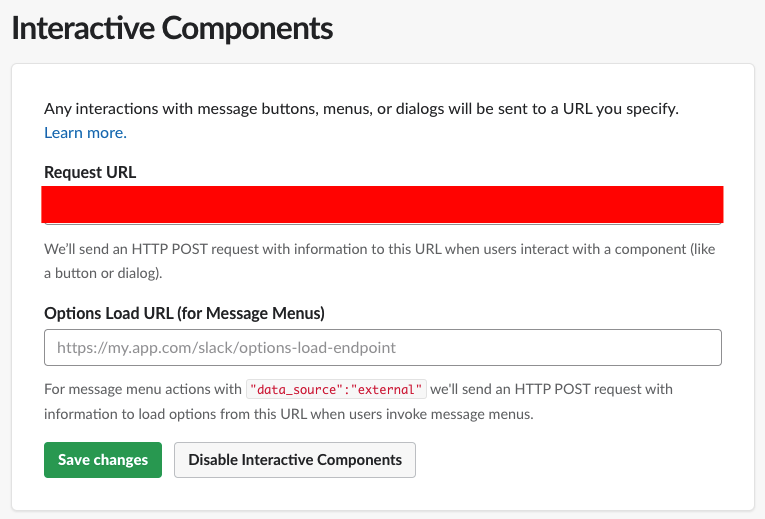 Interactive Components
Any interactions with message buttons, menus, or dialogs will be sent to a URL you specify.
Learn more.
Request URL
We'll send an HTTP POST request with information to this URL when users interact with a component (like
a button or dialog).
Options Load URL (for Message Menus)
https://my.app.com/slack/options-load-endpoint
For message menu actions with "data_source":"external" we'll send an HTTP POST request with
information to load options from this URL when users invoke message menus.
Save changes
Disable Interactive Components